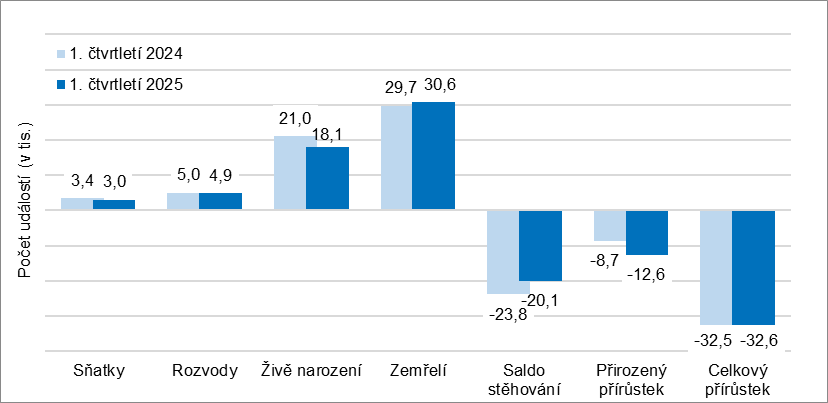 1. čtvrtletí 2024
1. čtvrtletí 2025
Počet událostí (v tis.)
3,4 3,0 5,0 4,9 21,0 18,1 29,7 30,6
-23,8 -20,1 -8,7 -12,6 -32,5 -32,6
Sňatky Rozvody Živě narození Zemřelí Saldo Přirozený Celkový
stěhování přírůstek přírůstek